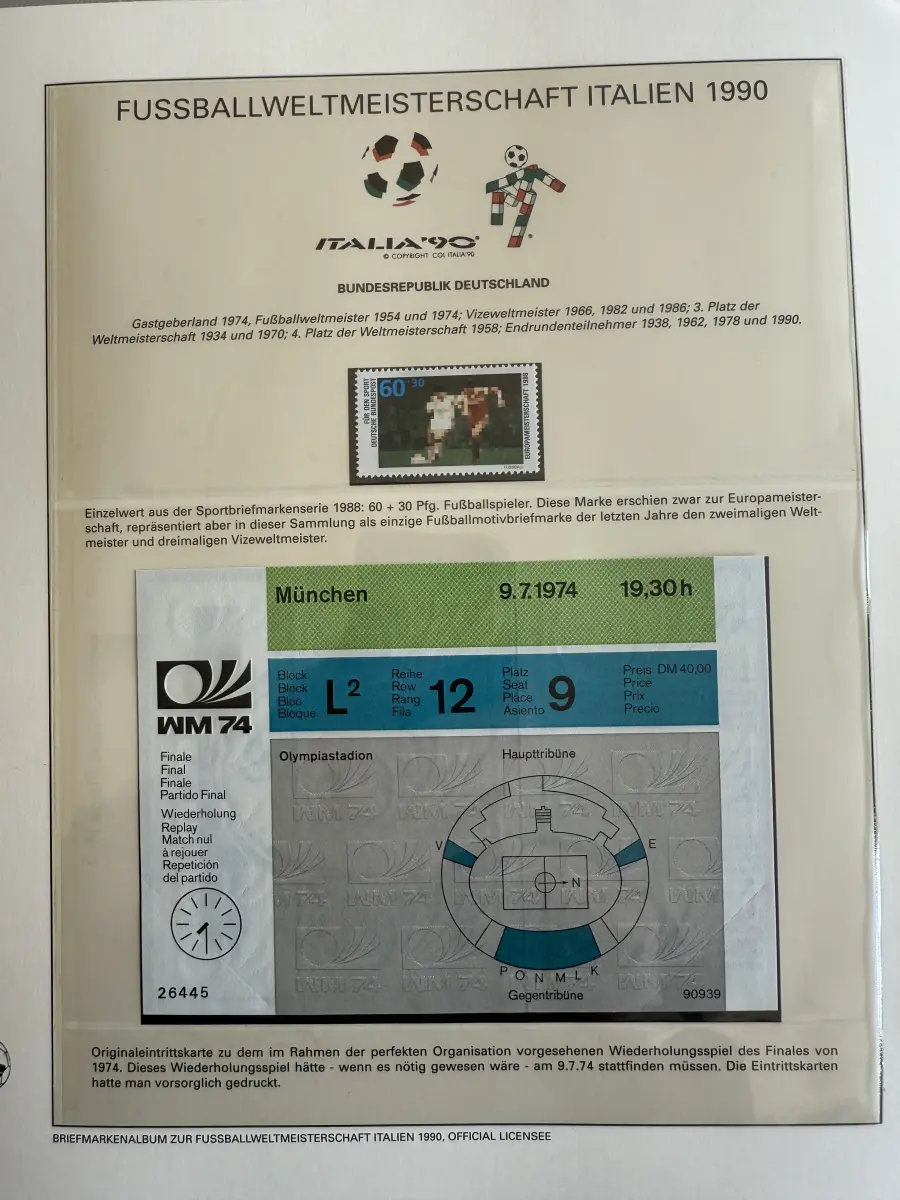 FUSSBALLWELTMEISTERSCHAFT ITALIEN 1990
ITALIA'90®
© COPYRIGHT COL ITALIA'90
®
BUNDESREPUBLIK DEUTSCHLAND
Gastgeberland 1974, Fußballweltmeister 1954 und 1974; Vizeweltmeister 1966, 1982 und 1986; 3. Platz der
Weltmeisterschaft 1934 und 1970; 4. Platz der Weltmeisterschaft 1958; Endrundenteilnehmer 1938, 1962, 1978 und 1990.
FÜR DEN SPORT
DEUTSCHE BUNDESPOST
60+30
EUROPAMEISTERSCHAFT 1988
FUSSBALL
Einzelwert aus der Sportbriefmarkenserie 1988: 60 + 30 Pfg. Fußballspieler. Diese Marke erschien zwar zur Europameister-
schaft, repräsentiert aber in dieser Sammlung als einzige Fußballmotivbriefmarke der letzten Jahre den zweimaligen Welt-
meister und dreimaligen Vizeweltmeister.
München 9.7.1974 19,30h
Block
Block
Bloc
Bloque
L2
Reihe
Row
Rang
Fila
12
Platz
Seat
Place
Asiento
9
Preis DM 40,00
Price
Prix
Precio
WM 74
Finale
Final
Finale
Partido Final
Wiederholung
Replay
Match nul
à rejouer
Repetición
del partido
26445
Olympiastadion
Haupttribüne
V
E
N
P O N M L K
Gegentribüne
90939
Originaleintrittskarte zu dem im Rahmen der perfekten Organisation vorgesehenen Wiederholungsspiel des Finales von
1974. Dieses Wiederholungsspiel hätte - wenn es nötig gewesen wäre - am 9.7.74 stattfinden müssen. Die Eintrittskarten
hatte man vorsorglich gedruckt.
BRIEFMARKENALBUM ZUR FUSSBALLWELTMEISTERSCHAFT ITALIEN 1990, OFFICIAL LICENSEE